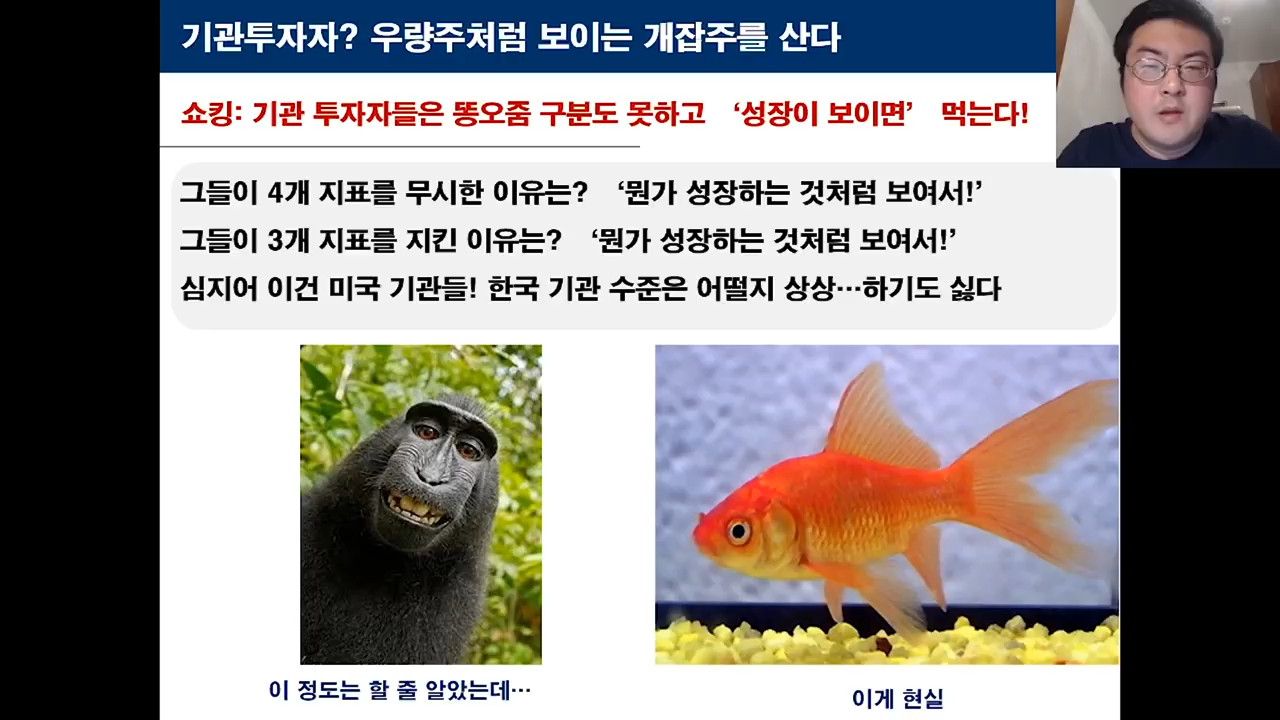 기관투자자? 우량주처럼 보이는 개잡주를 산다
쇼킹: 기관 투자자들은 똥오줌 구분도 못하고 ‘성장이 보이면’ 먹는다!
그들이 4개 지표를 무시한 이유는? ‘뭔가 성장하는 것처럼 보여서!’
그들이 3개 지표를 지킨 이유는? ‘뭔가 성장하는 것처럼 보여서!’
심지어 이건 미국 기관들! 한국 기관 수준은 어떨지 상상…하기도 싫다
이 정도는 할 줄 알았는데…
이게 현실